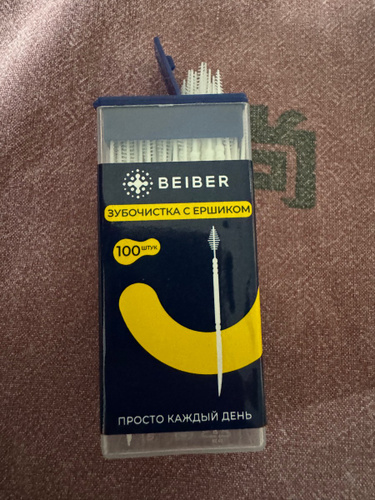 BEIBER
ЗУБОЧИСТКА С ЕРШИКОМ
100 ШТУК
ПРОСТО КАЖДЫЙ ДЕНЬ